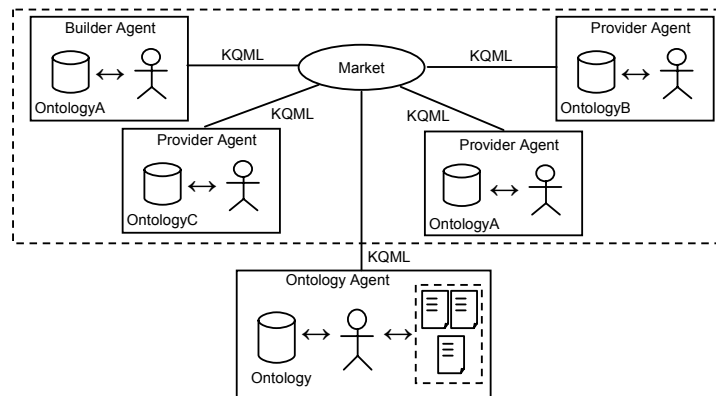 Builder Agent
Provider Agent
KQML
KQML
Market
OntologyA
OntologyB
KQML
KQML
Provider Agent
Provider Agent
OntologyC
OntologyA
KQML
Ontology Agent
Ontology